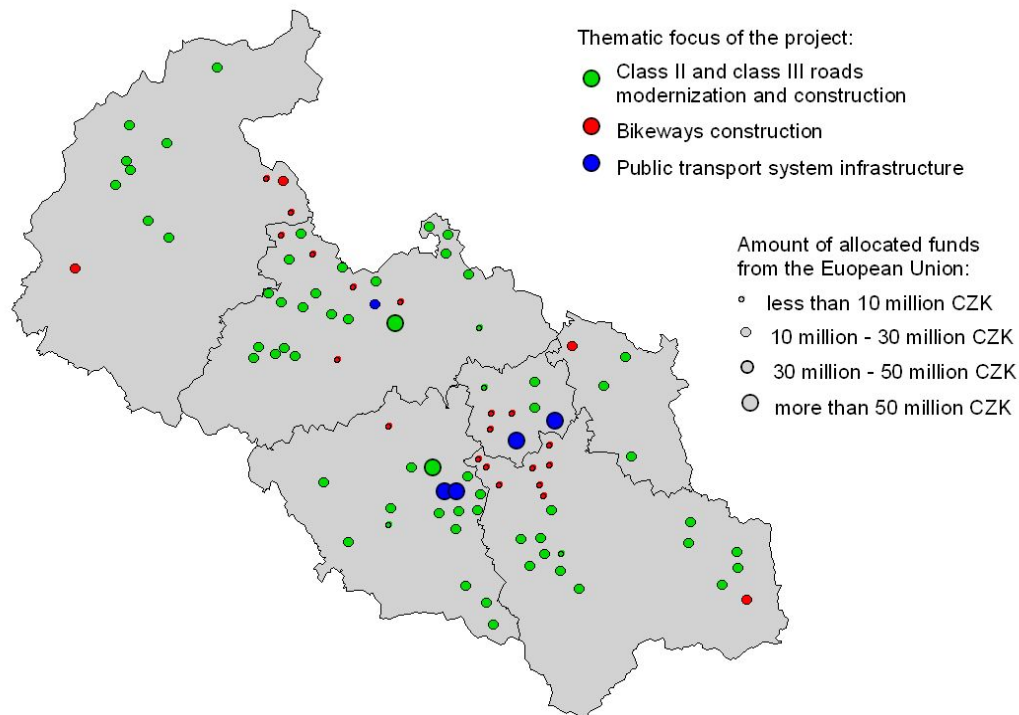 Thematic focus of the project:
Class II and class III roads
modernization and construction
Bikeways construction
Public transport system infrastructure
Amount of allocated funds
from the Euopean Union:
less than 10 million CZK
10 million - 30 million CZK
30 million - 50 million CZK
more than 50 million CZK